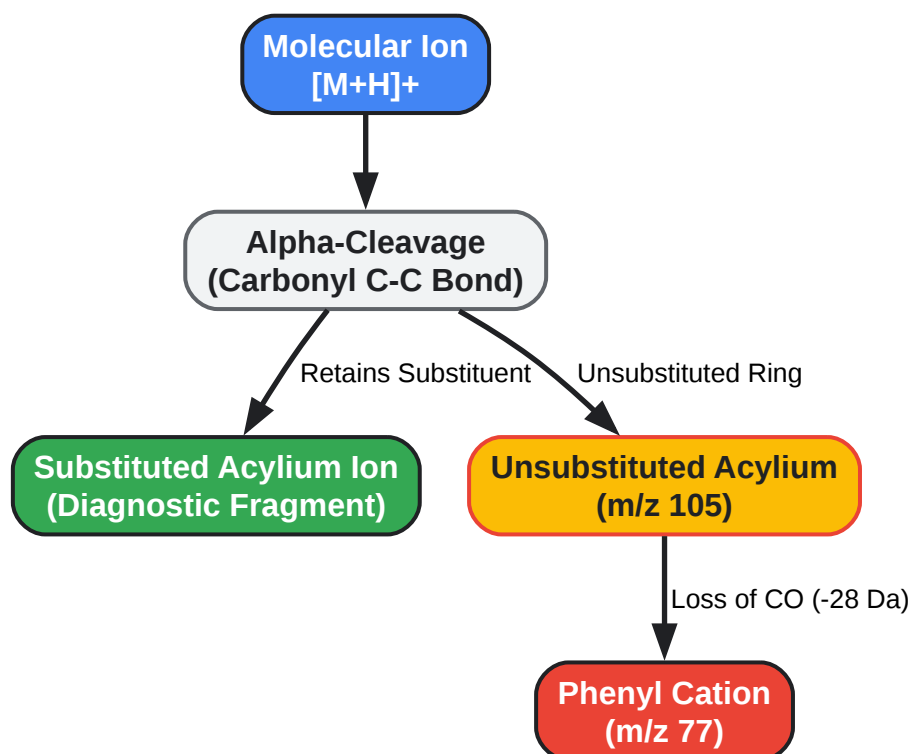 Molecular Ion
[M+H]+
Alpha-Cleavage
(Carbonyl C-C Bond)
Retains Substituent
Unsubstituted Ring
Substituted Acylium Ion
(Diagnostic Fragment)
Unsubstituted Acylium
(m/z 105)
Loss of CO (-28 Da)
Phenyl Cation
(m/z 77)